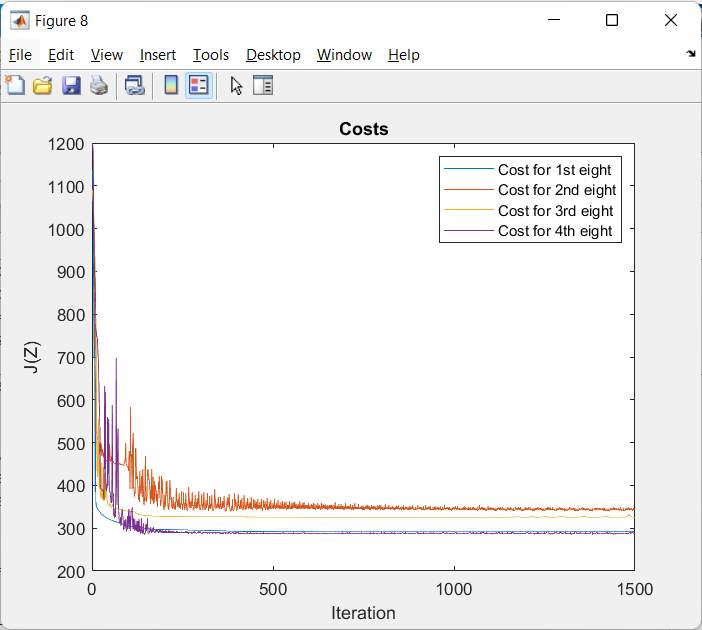 Figure 8
File Edit View Insert Tools Desktop Window Help
Costs
1200
1100
1000
900
800
700
600
500
400
300
200
J(Z)
Cost for 1st eight
Cost for 2nd eight
Cost for 3rd eight
Cost for 4th eight
0 500 1000 1500
Iteration